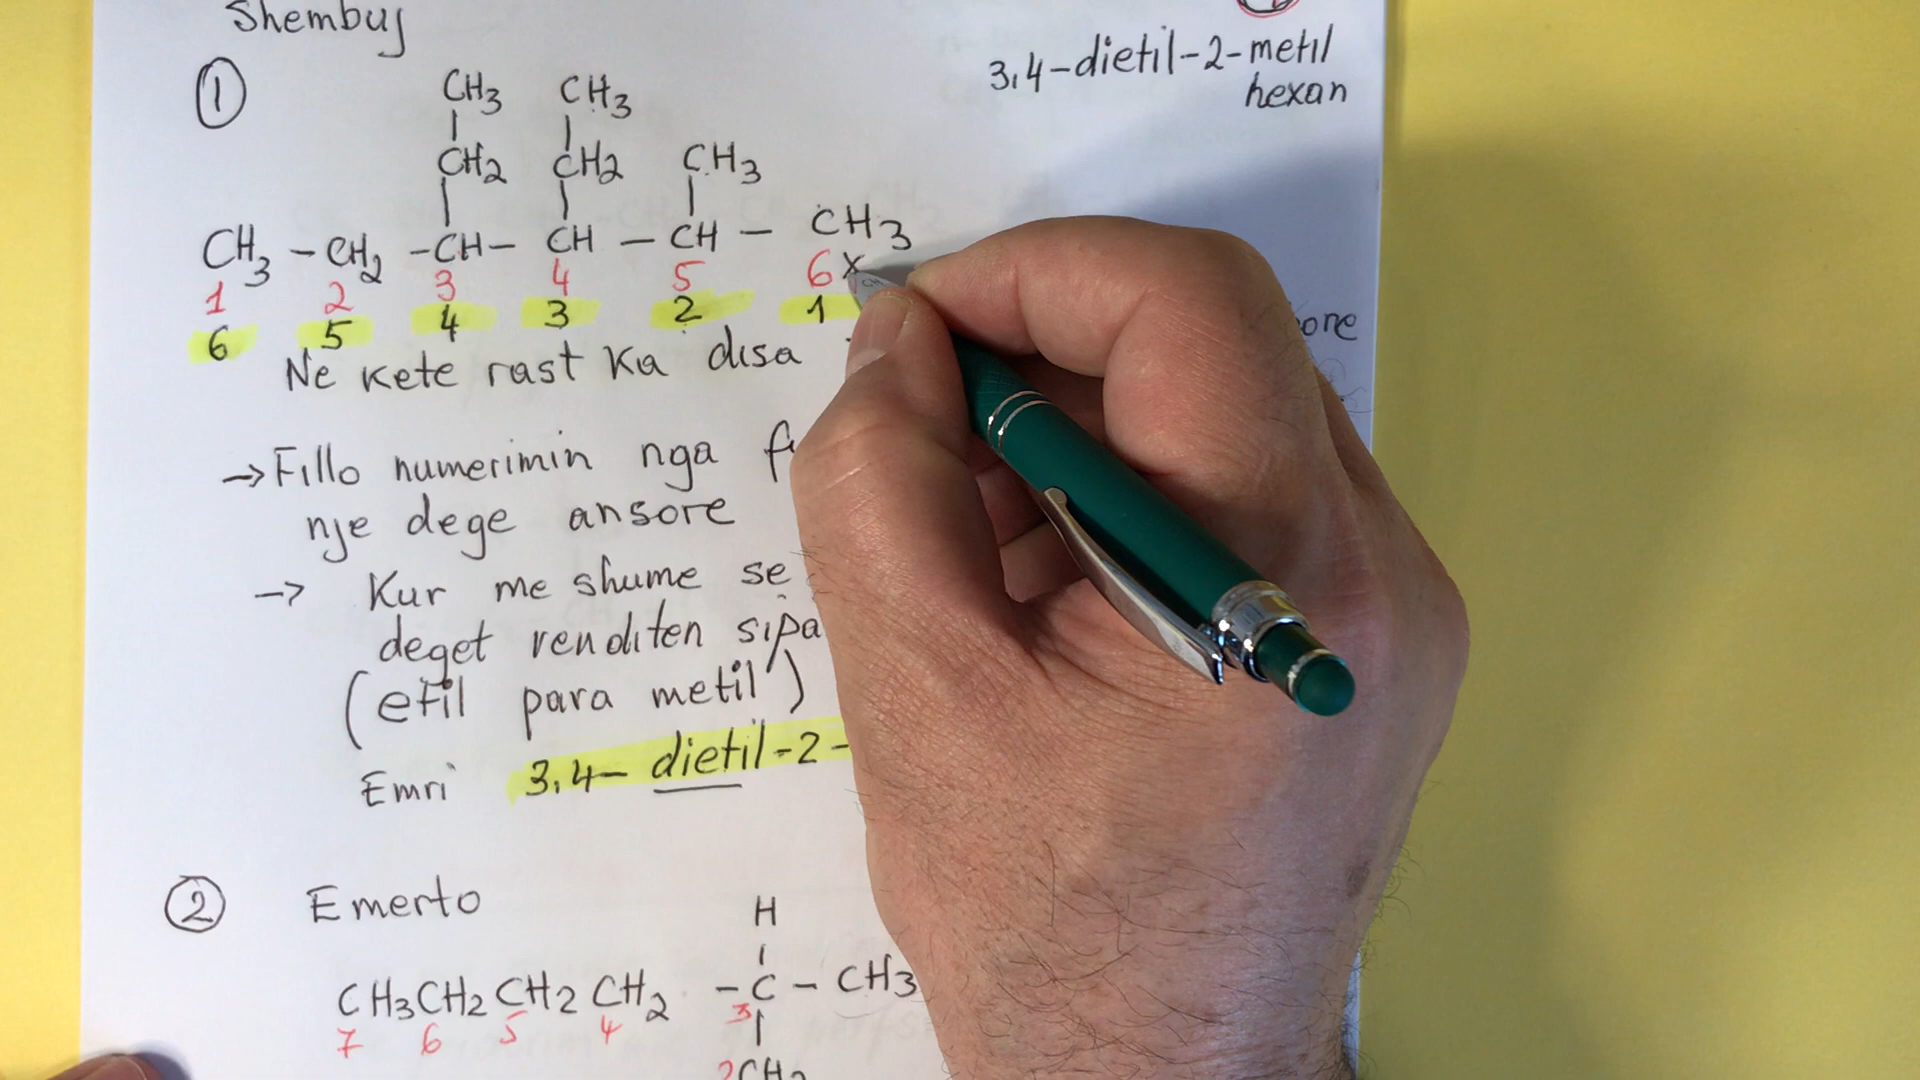 Shembuj
3,4-dietil-2-metil
hexan
1
CH3 CH3
CH2 CH2 CH3
CH3 - CH2 - CH - CH - CH - CH3
1 2 3 4 5 6 x
6 5 4 3 2 1
Ne kete rast ka disa
→ Fillo numerimin nga
nje dege ansore
→ Kur me shume se
deget renditen
(etil para metil)
Emri 3,4- dietil-2-
2 Emerto
H
CH3CH2CH2CH2 - C - CH3
7 6 5 4 3
2CH2